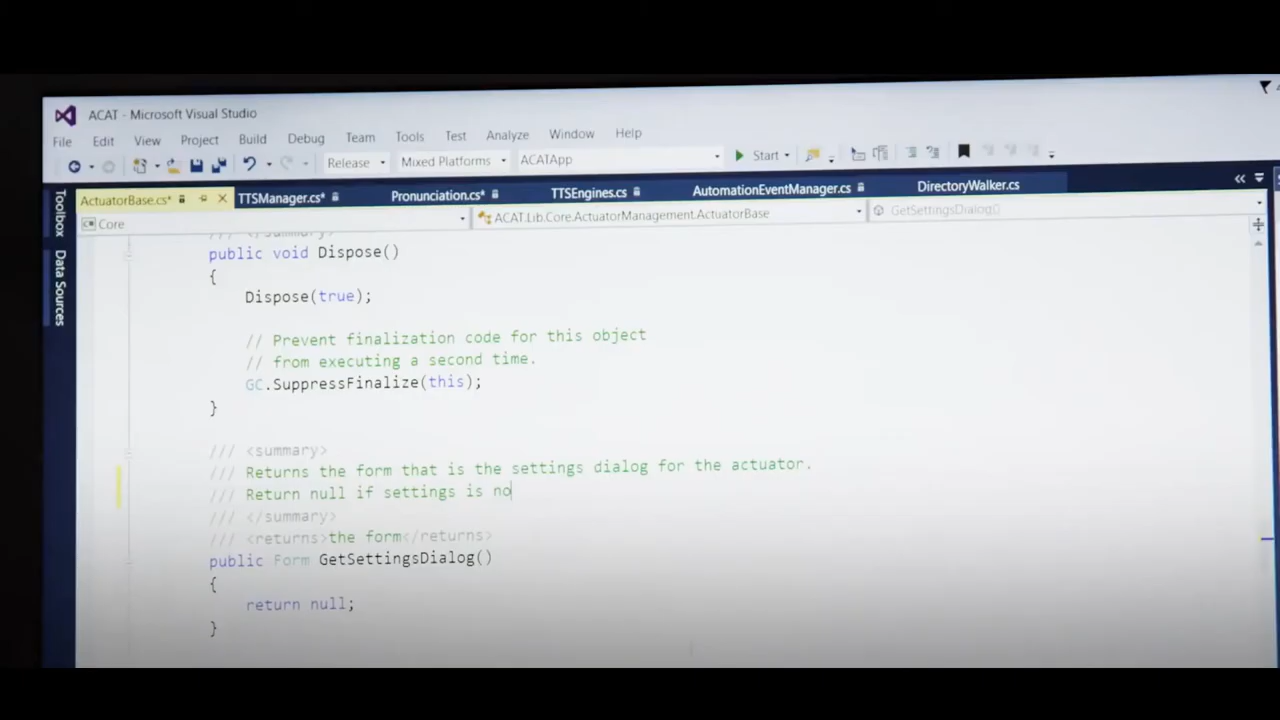 ACAT - Microsoft Visual Studio
File Edit View Project Build Debug Team Tools Test Analyze Window Help
Release Mixed Platforms ACATApp Start
Toolbox
Data Sources
ActuatorBase.cs* TTSManager.cs* Pronunciation.cs* TTSEngines.cs AutomationEventManager.cs DirectoryWalker.cs
Core ACAT.Lib.Core.ActuatorManagement.ActuatorBase GetSettingsDialog()
/// </summary>
public void Dispose()
{
Dispose(true);
// Prevent finalization code for this object
// from executing a second time.
GC.SuppressFinalize(this);
}
/// <summary>
/// Returns the form that is the settings dialog for the actuator.
/// Return null if settings is no
/// </summary>
/// <returns>the form</returns>
public Form GetSettingsDialog()
{
return null;
}